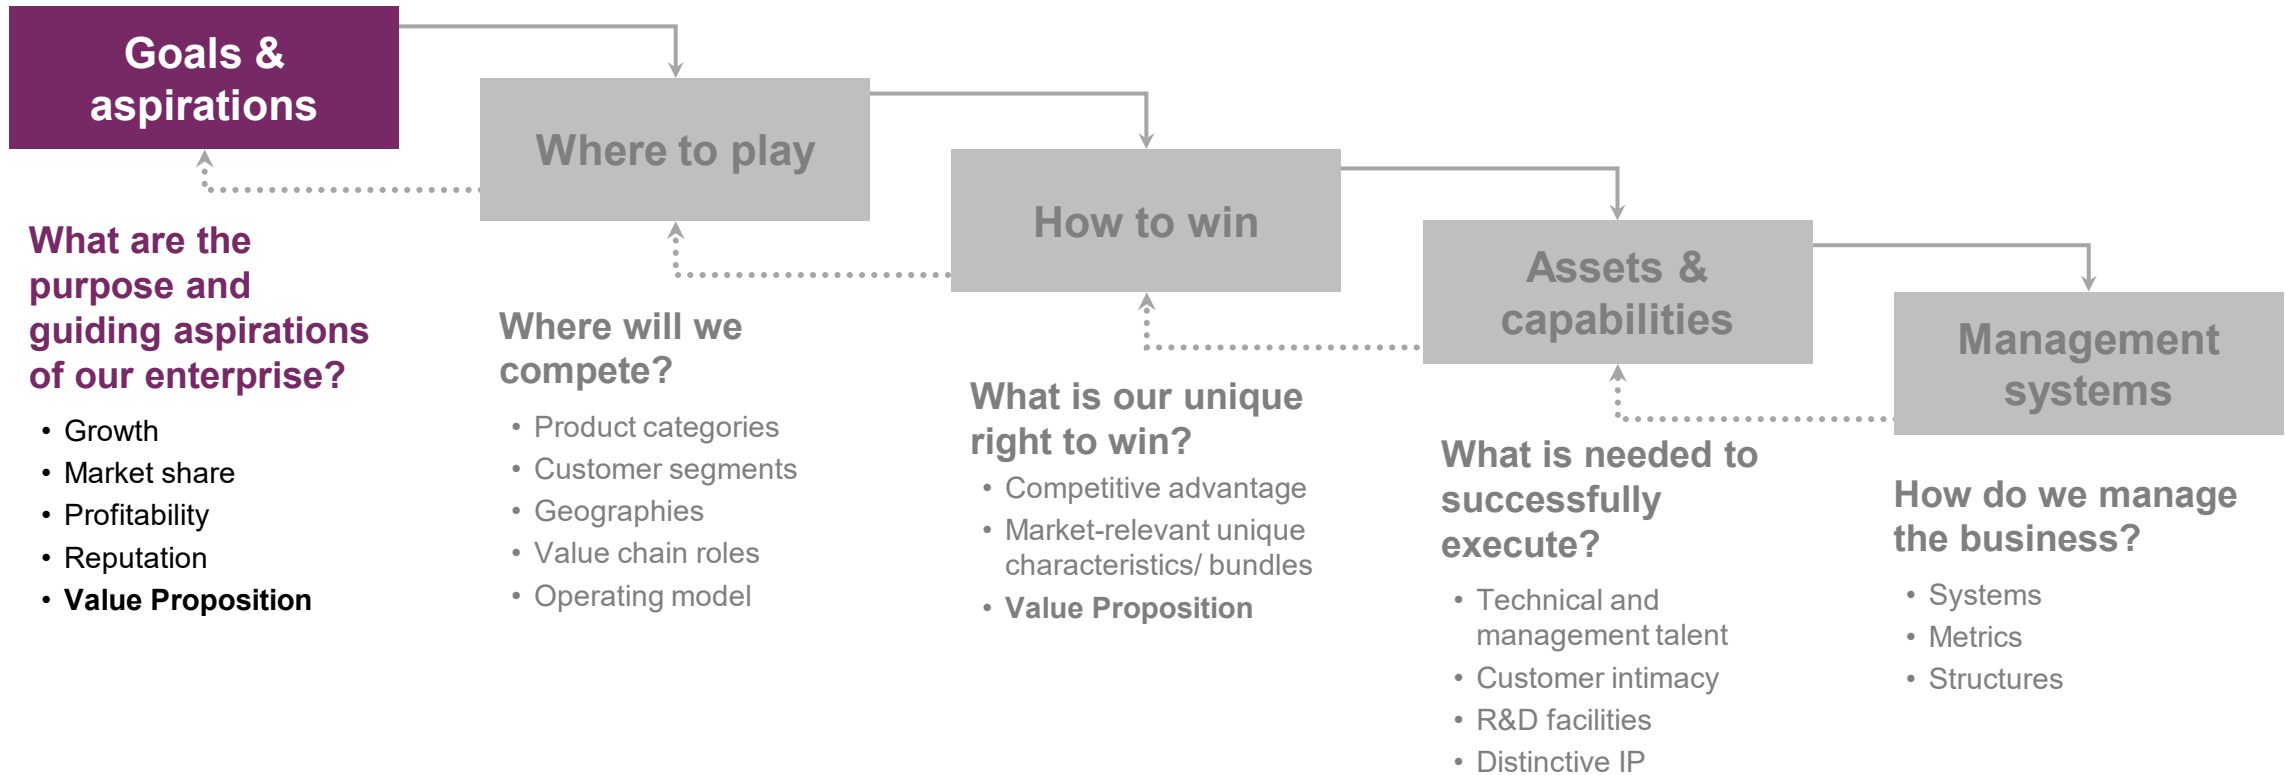 Goals &
aspirations
What are the
purpose and
guiding aspirations
of our enterprise?
• Growth
• Market share
• Profitability
• Reputation
• Value Proposition
Where to play
Where will we
compete?
• Product categories
• Customer segments
• Geographies
• Value chain roles
• Operating model
How to win
What is our unique
right to win?
• Competitive advantage
• Market-relevant unique
characteristics/ bundles
• Value Proposition
Assets &
capabilities
What is needed to
successfully
execute?
• Technical and
management talent
• Customer intimacy
• R&D facilities
• Distinctive IP
Management
systems
How do we manage
the business?
• Systems
• Metrics
• Structures